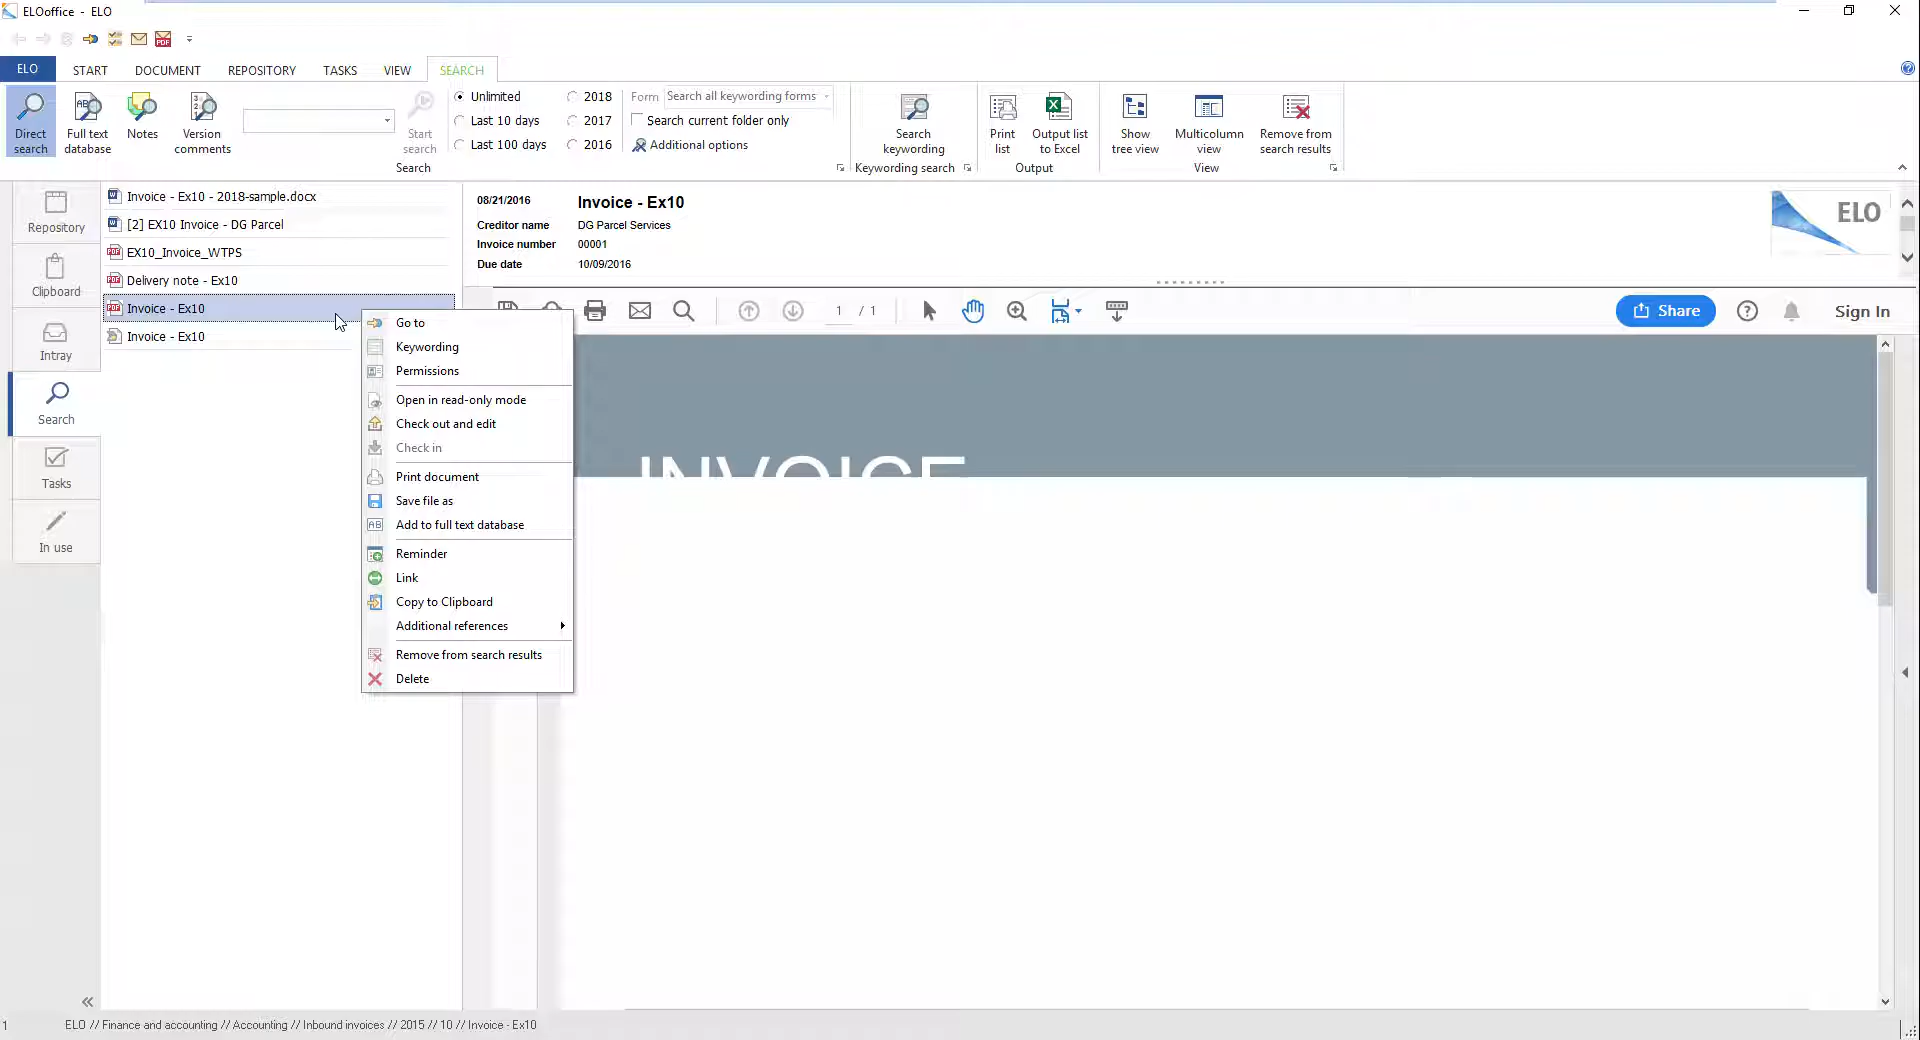 ELOoffice - ELO
PDF
ELO START DOCUMENT REPOSITORY TASKS VIEW SEARCH
Direct search
Full text database
Notes
Version comments
Start search
Unlimited
Last 10 days
Last 100 days
2018
2017
2016
Form Search all keywording forms
Search current folder only
Additional options
Search
Search keywording
Keywording search
Print list
Output list to Excel
Output
Show tree view
Multicolumn view
Remove from search results
View
Repository
Clipboard
Intray
Search
Tasks
In use
Invoice - Ex10 - 2018-sample.docx
[2] EX10 Invoice - DG Parcel
EX10_Invoice_WTPS
Delivery note - Ex10
Invoice - Ex10
Invoice - Ex10
08/21/2016 Invoice - Ex10
Creditor name DG Parcel Services
Invoice number 00001
Due date 10/09/2016
ELO
1 / 1
Share
Sign In
INVOICE
Go to
Keywording
Permissions
Open in read-only mode
Check out and edit
Check in
Print document
Save file as
Add to full text database
Reminder
Link
Copy to Clipboard
Additional references
Remove from search results
Delete
1 ELO // Finance and accounting // Accounting // Inbound invoices // 2015 // 10 // Invoice - Ex10